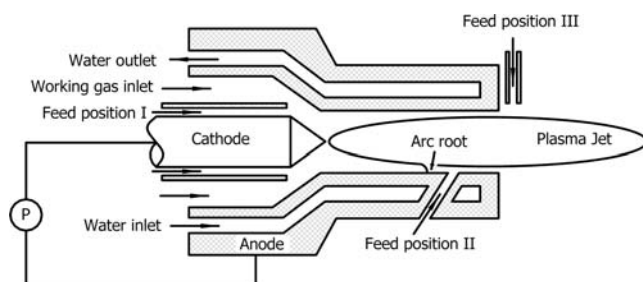 Feed position III
Water outlet
Working gas inlet
Feed position I
Cathode
Arc root
Plasma Jet
P
Water inlet
Anode
Feed position II